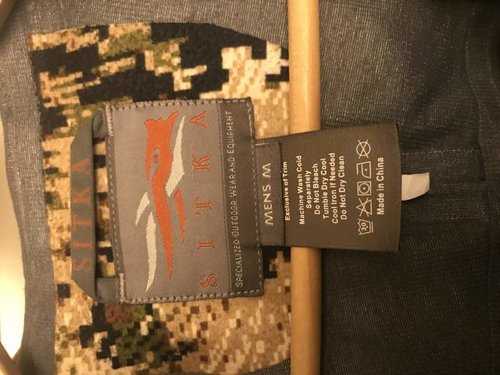 SITKA
SITKA
SPECIALIZED OUTDOOR WEAR AND EQUIPMENT
MENS M
Exclusive of Trim
Machine Wash Cold
Separately
Do Not Bleach
Tumble Dry Cool
Cool Iron if Needed
Do Not Dry Clean
Made in China